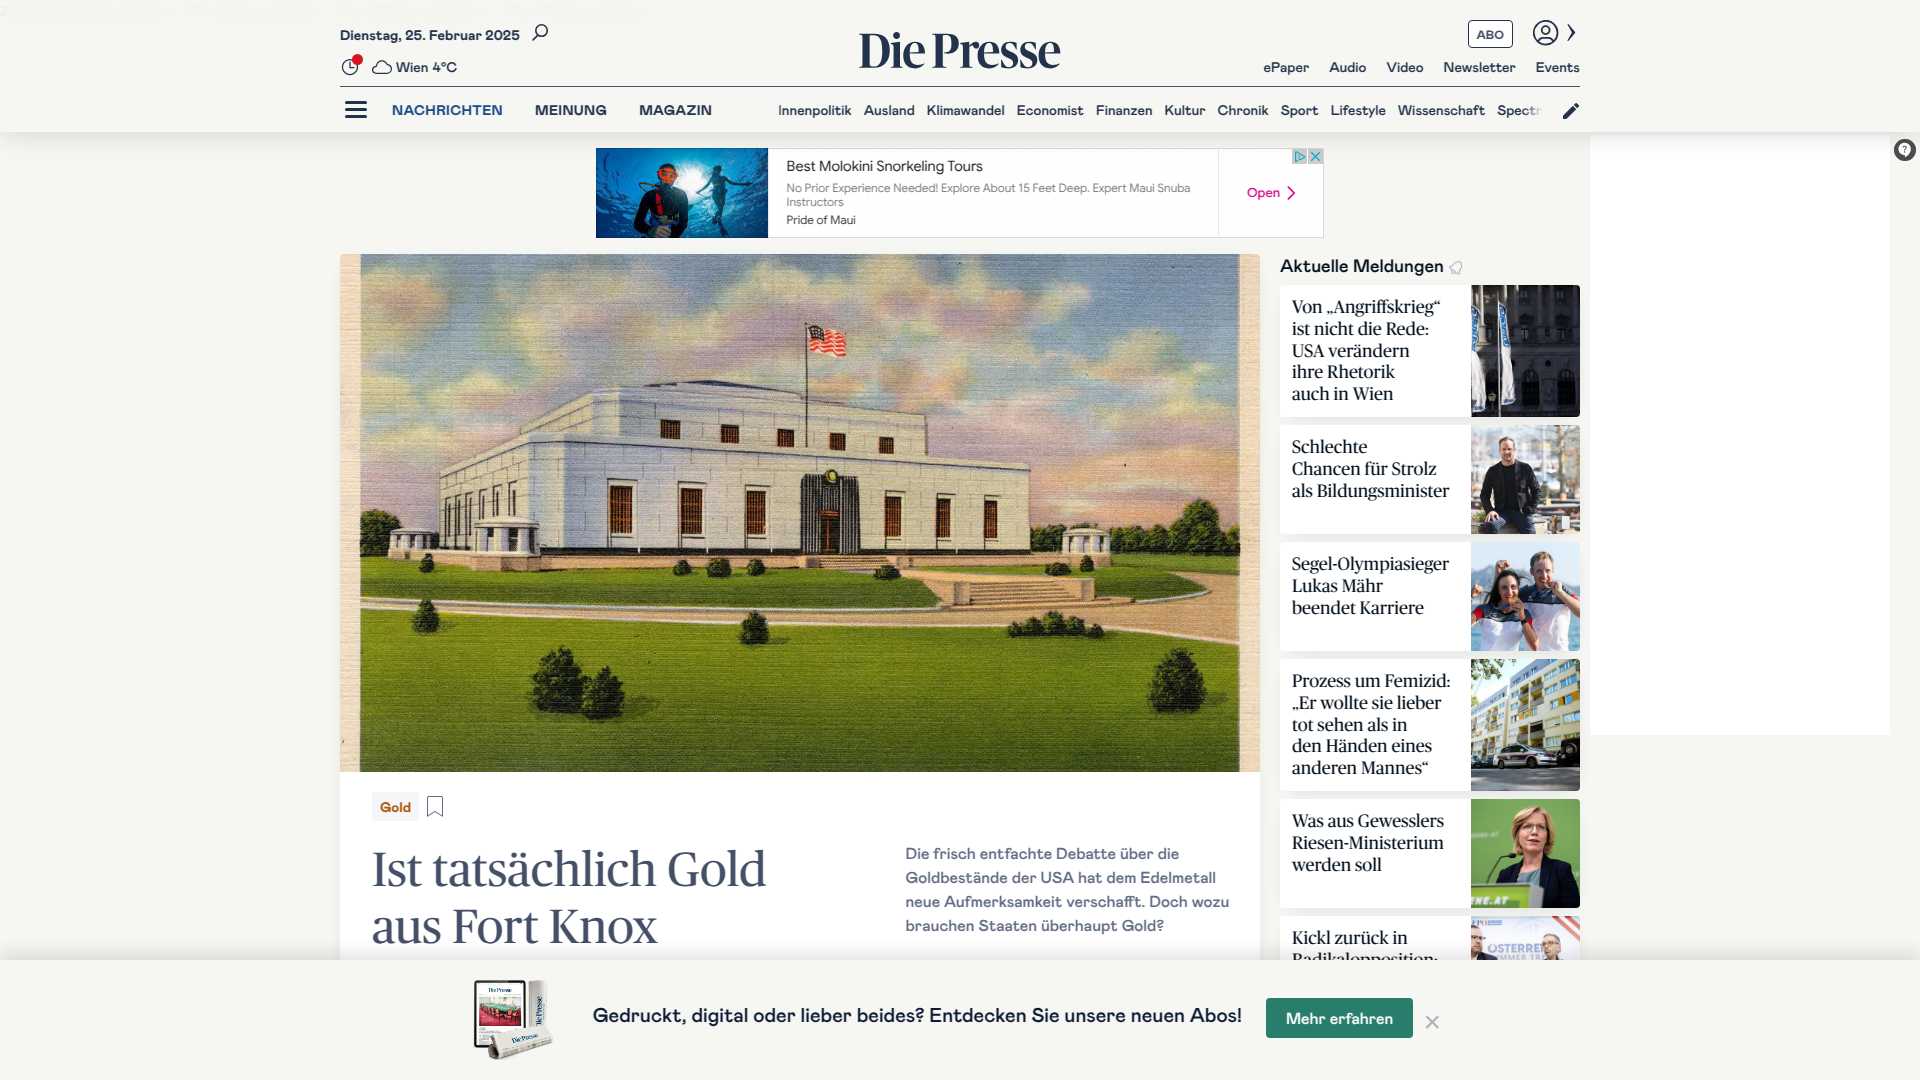 Dienstag, 25. Februar 2025
Wien 4°C
Die Presse
ABO
ePaper Audio Video Newsletter Events
NACHRICHTEN MEINUNG MAGAZIN
Innenpolitik Ausland Klimawandel Economist Finanzen Kultur Chronik Sport Lifestyle Wissenschaft Spectr
Best Molokini Snorkeling Tours
No Prior Experience Needed! Explore About 15 Feet Deep. Expert Maui Snuba
Instructors
Pride of Maui
Open
Gold
Ist tatsächlich Gold
aus Fort Knox
Die frisch entfachte Debatte über die
Goldbestände der USA hat dem Edelmetall
neue Aufmerksamkeit verschafft. Doch wozu
brauchen Staaten überhaupt Gold?
Aktuelle Meldungen
Von „Angriffskrieg“
ist nicht die Rede:
USA verändern
ihre Rhetorik
auch in Wien
Schlechte
Chancen für Strolz
als Bildungsminister
Segel-Olympiasieger
Lukas Mähr
beendet Karriere
Prozess um Femizid:
„Er wollte sie lieber
tot sehen als in
den Händen eines
anderen Mannes“
Was aus Gewesslers
Riesen-Ministerium
werden soll
Kickl zurück in
Radikalopposition:
Die Presse
Die Presse
Die Presse
Gedruckt, digital oder lieber beides? Entdecken Sie unsere neuen Abos!
Mehr erfahren